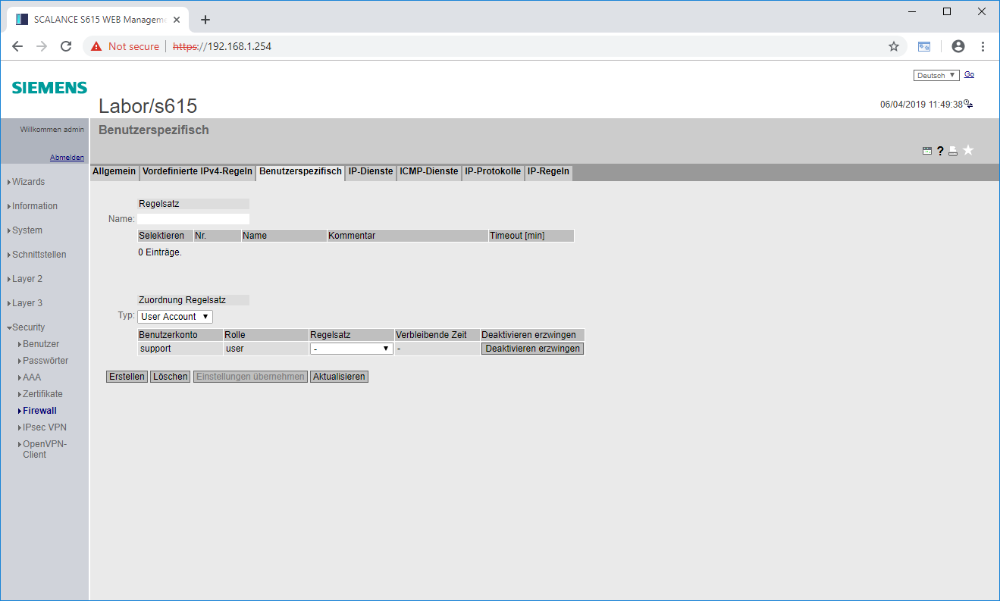 SCALANCE S615 WEB Manageme
Not secure https://192.168.1.254
Deutsch Go
SIEMENS
Labor/s615
06/04/2019 11:49:38
Willkommen admin
Benutzerspezifisch
Abmelden
?
Allgemein Vordefinierte IPv4-Regeln Benutzerspezifisch IP-Dienste ICMP-Dienste IP-Protokolle IP-Regeln
Wizards
Information
System
Schnittstellen
Layer 2
Layer 3
Security
Benutzer
Passwörter
AAA
Zertifikate
Firewall
IPsec VPN
OpenVPN-
Client
Regelsatz
Name:
Selektieren Nr. Name Kommentar Timeout [min]
0 Einträge.
Zuordnung Regelsatz
Typ: User Account
Benutzerkonto Rolle Regelsatz Verbleibende Zeit Deaktivieren erzwingen
support user - - Deaktivieren erzwingen
Erstellen Löschen Einstellungen übernehmen Aktualisieren